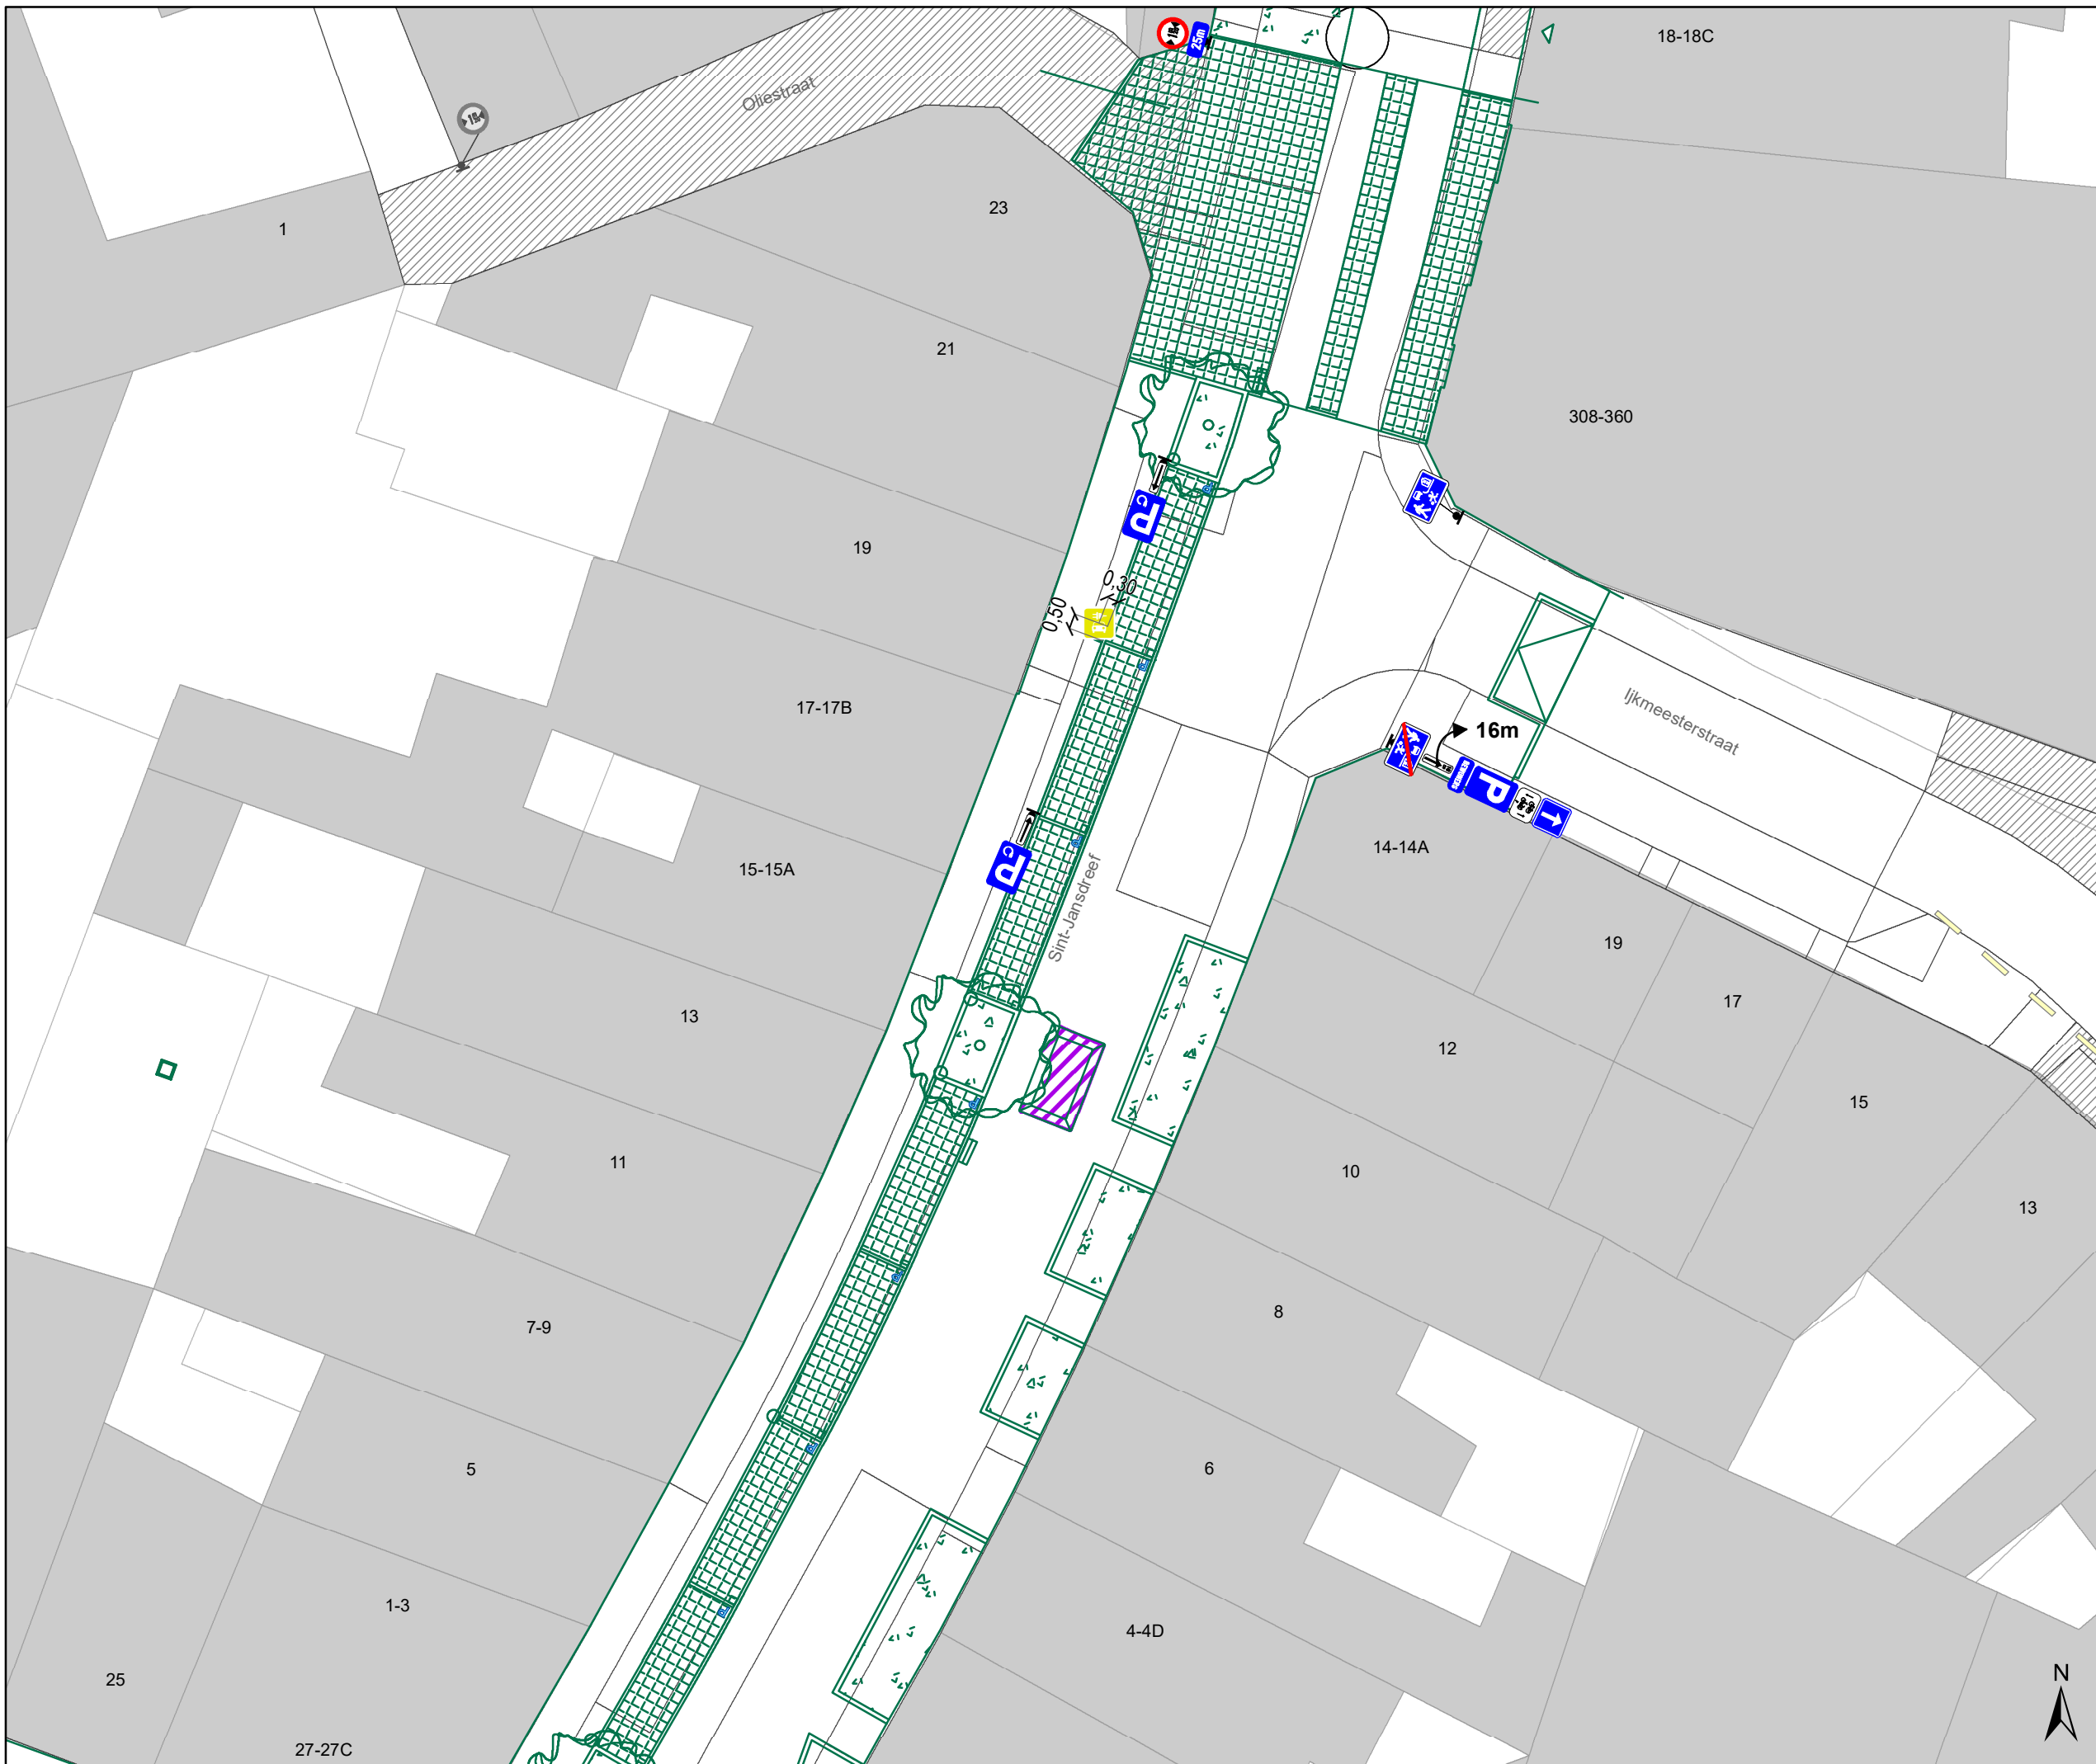 25m
18-18C
Oliestraat
1
23
21
308-360
19
0,30
0,50
17-17B
Ijkmeesterstraat
16m
P
15-15A
14-14A
Sint-Jansdreef
19
17
13
12
15
11
10
13
7-9
8
5
6
1-3
4-4D
25
27-27C
N